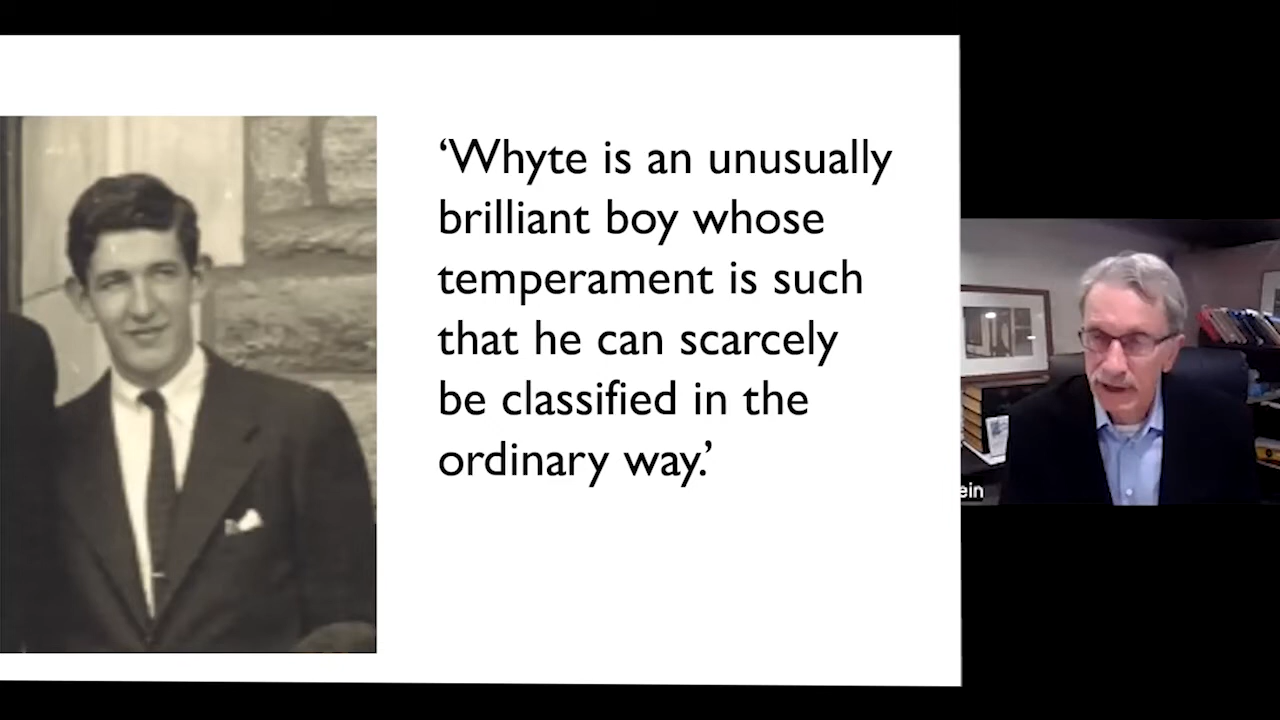 ‘Whyte is an unusually
brilliant boy whose
temperament is such
that he can scarcely
be classified in the
ordinary way.’
ein